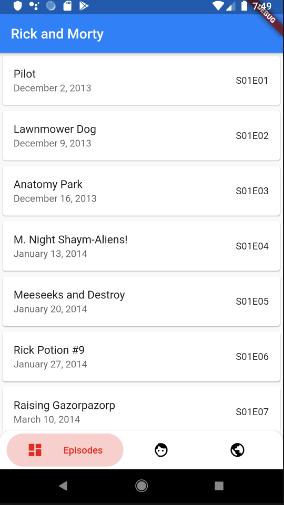 7:49
DEBUG
Rick and Morty
Pilot
December 2, 2013
S01E01
Lawnmower Dog
December 9, 2013
S01E02
Anatomy Park
December 16, 2013
S01E03
M. Night Shaym-Aliens!
January 13, 2014
S01E04
Meeseeks and Destroy
January 20, 2014
S01E05
Rick Potion #9
January 27, 2014
S01E06
Raising Gazorpazorp
March 10, 2014
S01E07
Episodes